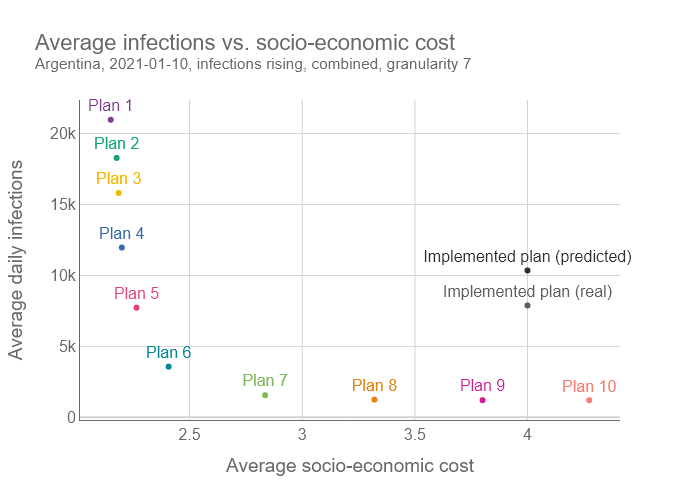 Average infections vs. socio-economic cost
Argentina, 2021-01-10, infections rising, combined, granularity 7
Plan 1
20k
Plan 2
Plan 3
15k
Plan 4
Implemented plan (predicted)
10k
Implemented plan (real)
Plan 5
5k
Plan 6
Plan 7
Plan 8
Plan 9
Plan 10
0
2.5
3
3.5
4
Average daily infections
Average socio-economic cost